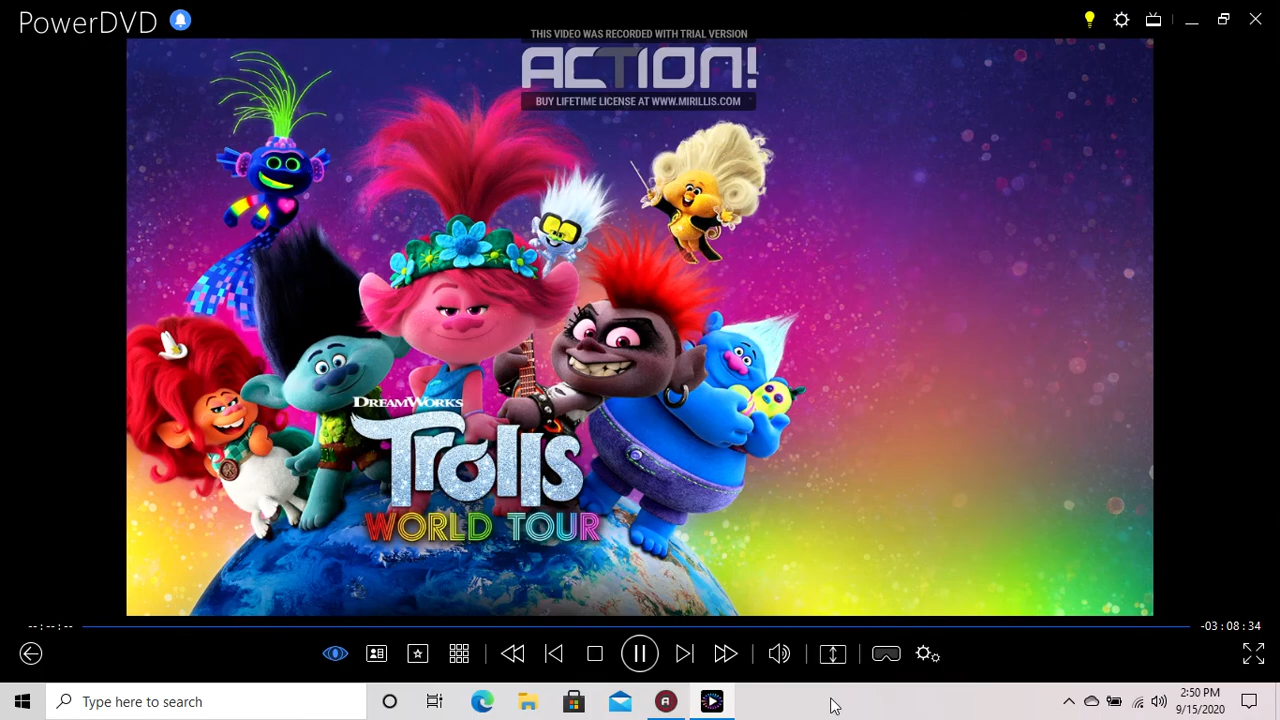 PowerDVD
THIS VIDEO WAS RECORDED WITH TRIAL VERSION
ACTION!
BUY LIFETIME LICENSE AT WWW.MIRILLIS.COM
DREAMWORKS
Trolls
WORLD TOUR
--:--:--
-03:08:34
Type here to search
2:50 PM
9/15/2020